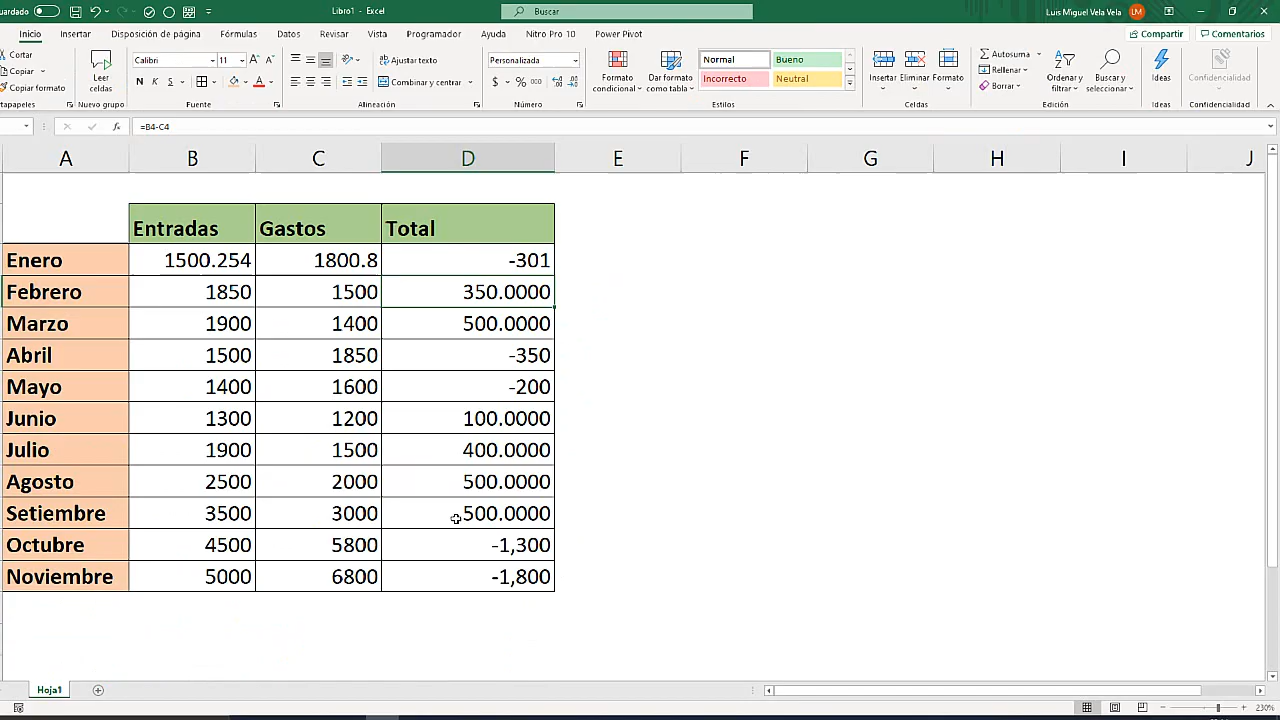 uardado Libro1 - Excel Buscar Luis Miguel Vela Vela LM
Inicio Insertar Disposición de página Fórmulas Datos Revisar Vista Programador Ayuda Nitro Pro 10 Power Pivot Compartir Comentarios
Cortar Copiar Copiar formato Leer celdas Calibri 11 Ajustar texto Combinar y centrar Personalizada Formato condicional Dar formato como tabla Normal Bueno Incorrecto Neutral Insertar Eliminar Formato Autosuma Rellenar Borrar Ordenar y filtrar Buscar y seleccionar Ideas Confidencialidad
N K S $ % 000
apapeles Nuevo grupo Fuente Alineación Número Estilos Celdas Edición Ideas Confidencialidad
fx =B4-C4
A B C D E F G H I J
Entradas Gastos Total
Enero 1500.254 1800.8 -301
Febrero 1850 1500 350.0000
Marzo 1900 1400 500.0000
Abril 1500 1850 -350
Mayo 1400 1600 -200
Junio 1300 1200 100.0000
Julio 1900 1500 400.0000
Agosto 2500 2000 500.0000
Setiembre 3500 3000 500.0000
Octubre 4500 5800 -1,300
Noviembre 5000 6800 -1,800
Hoja1
230%